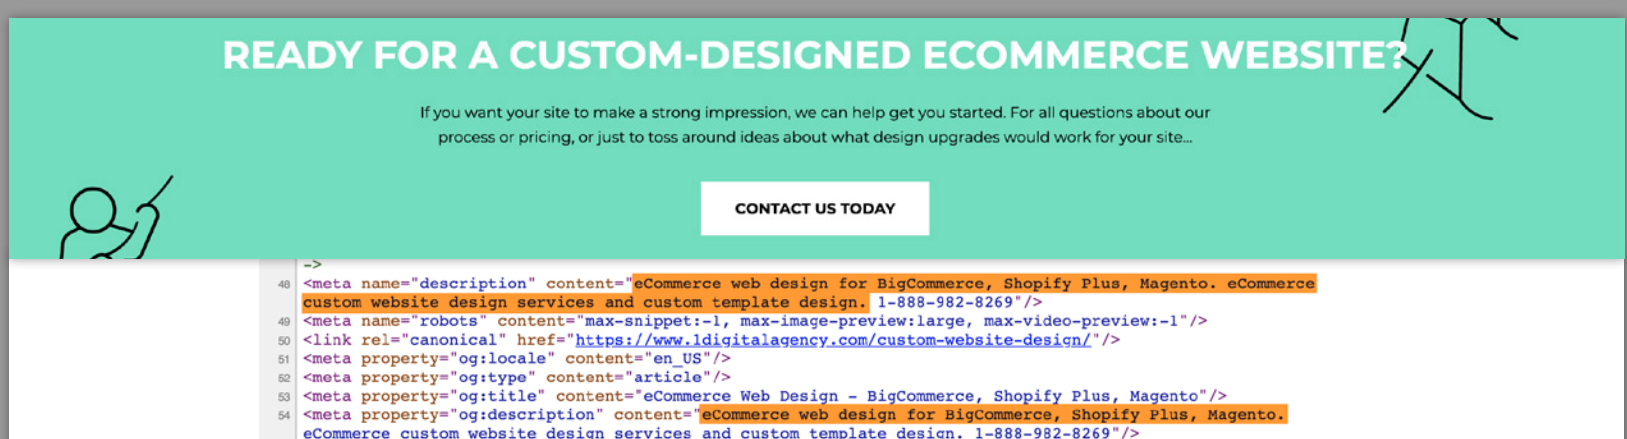 READY FOR A CUSTOM-DESIGNED ECOMMERCE WEBSITE?
If you want your site to make a strong impression, we can help get you started. For all questions about our
process or pricing, or just to toss around ideas about what design upgrades would work for your site...
CONTACT US TODAY
->
48 <meta name="description" content="eCommerce web design for BigCommerce, Shopify Plus, Magento. eCommerce
custom website design services and custom template design. 1-888-982-8269"/>
49 <meta name="robots" content="max-snippet:-1, max-image-preview:large, max-video-preview:-1"/>
50 <link rel="canonical" href="https://www.1digitalagency.com/custom-website-design/"/>
51 <meta property="og:locale" content="en_US"/>
52 <meta property="og:type" content="article"/>
53 <meta property="og:title" content="eCommerce Web Design - BigCommerce, Shopify Plus, Magento"/>
54 <meta property="og:description" content="eCommerce web design for BigCommerce, Shopify Plus, Magento.
eCommerce custom website design services and custom template design. 1-888-982-8269"/>